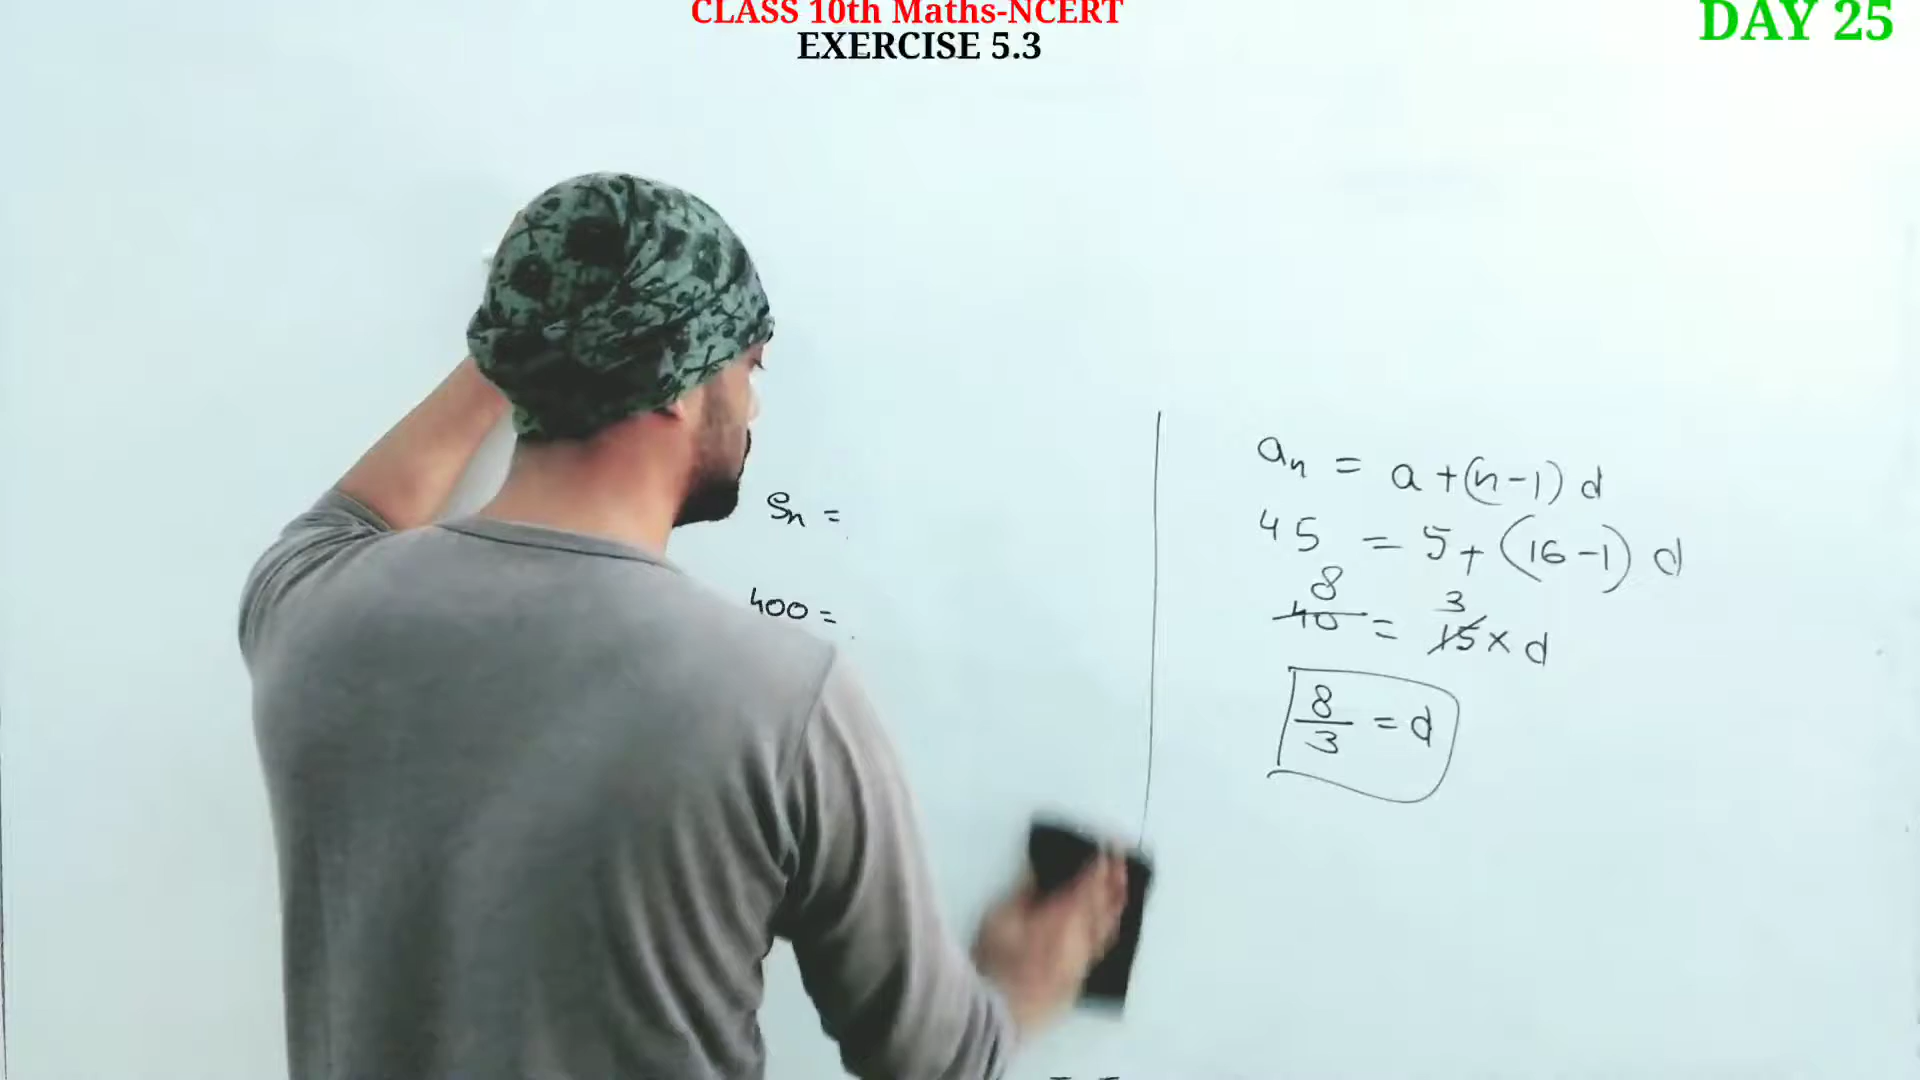 CLASS 10th Maths-NCERT
EXERCISE 5.3
DAY 25
Sn =
400 =
an = a + (n-1) d
45 = 5 + (16-1) d
8 3
40 = 15 x d
8/3 = d